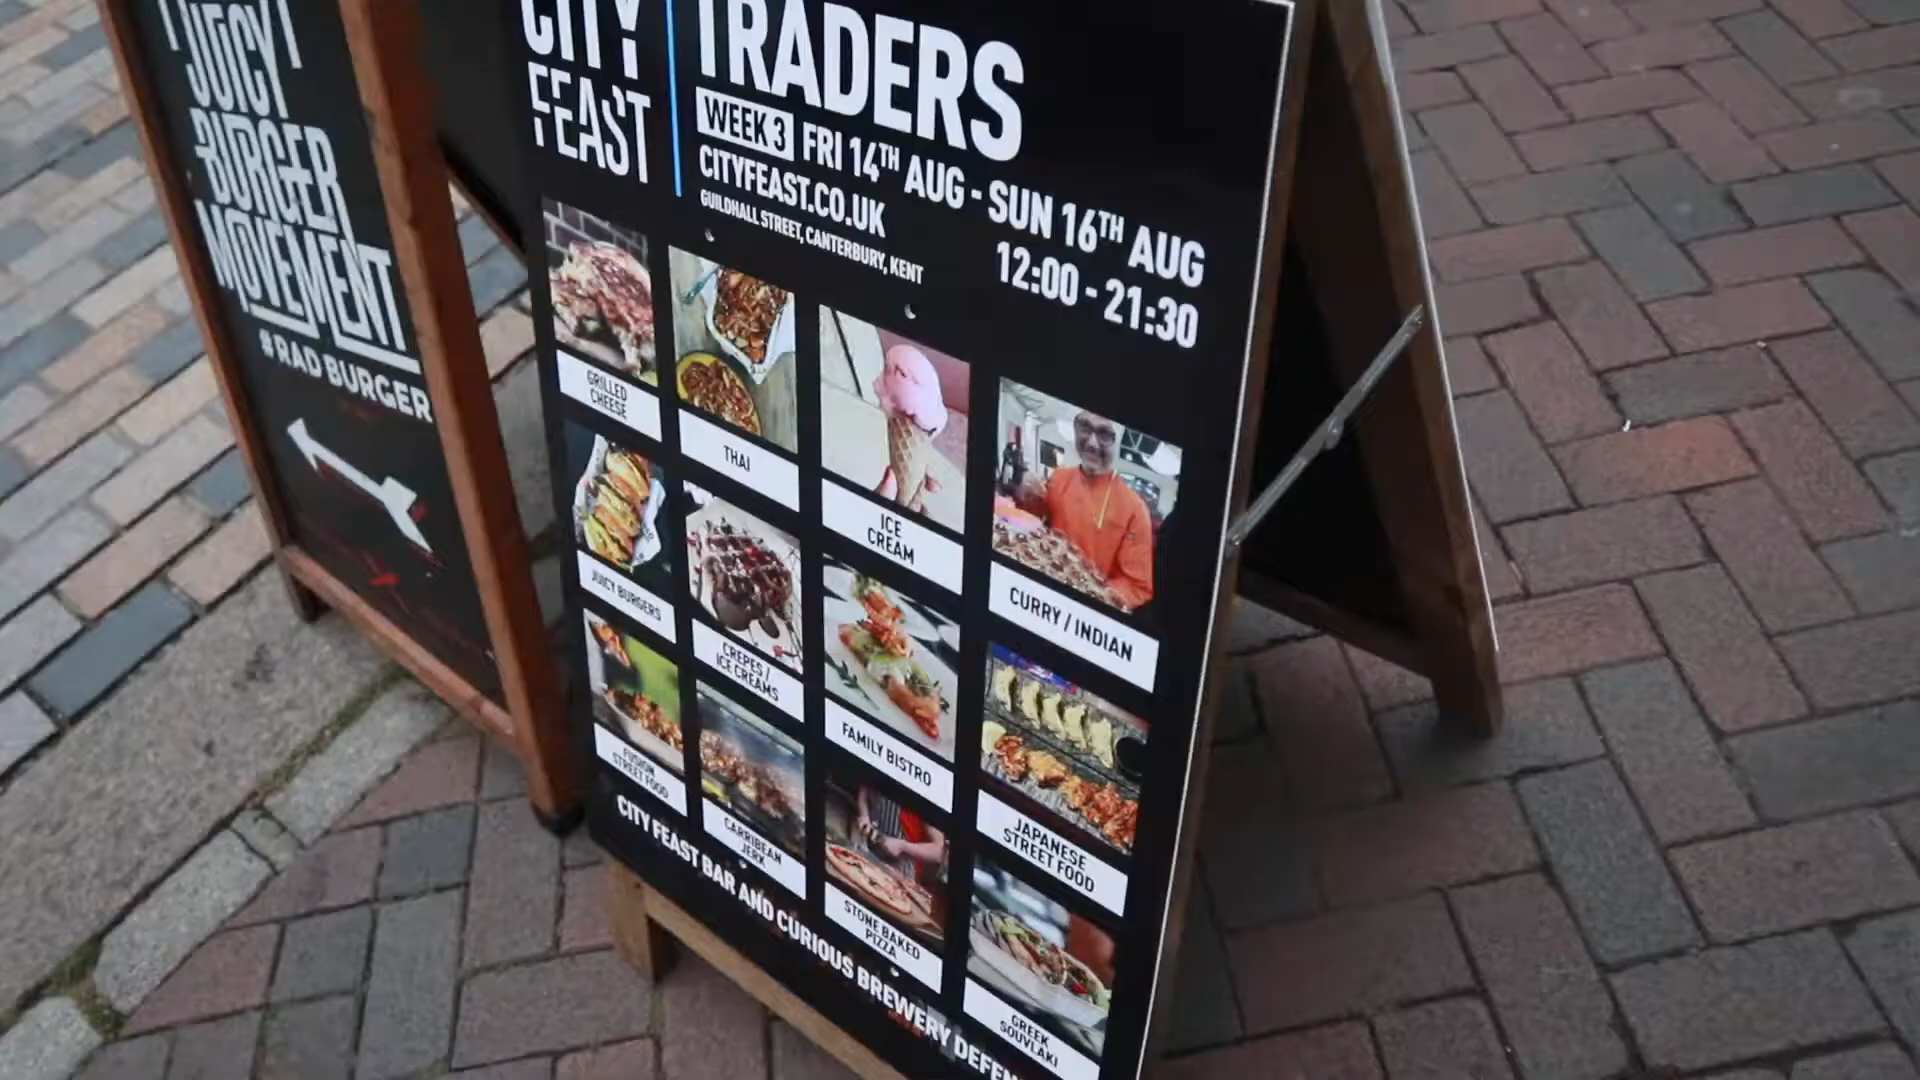 JUICY
BURGER
MOVEMENT
#RAD BURGER
CITY
FEAST
TRADERS
WEEK 3 FRI 14TH AUG - SUN 16TH AUG
CITYFEAST.CO.UK
12:00 - 21:30
GUILDHALL STREET, CANTERBURY, KENT
GRILLED
CHEESE
THAI
ICE
CREAM
CURRY / INDIAN
JUICY BURGERS
CREPES /
ICE CREAMS
FAMILY BISTRO
JAPANESE
STREET FOOD
FUSION
STREET FOOD
CARRIBEAN
JERK
STONE BAKED
PIZZA
GREEK
SOUVLAKI
CITY FEAST BAR AND CURIOUS BREWERY